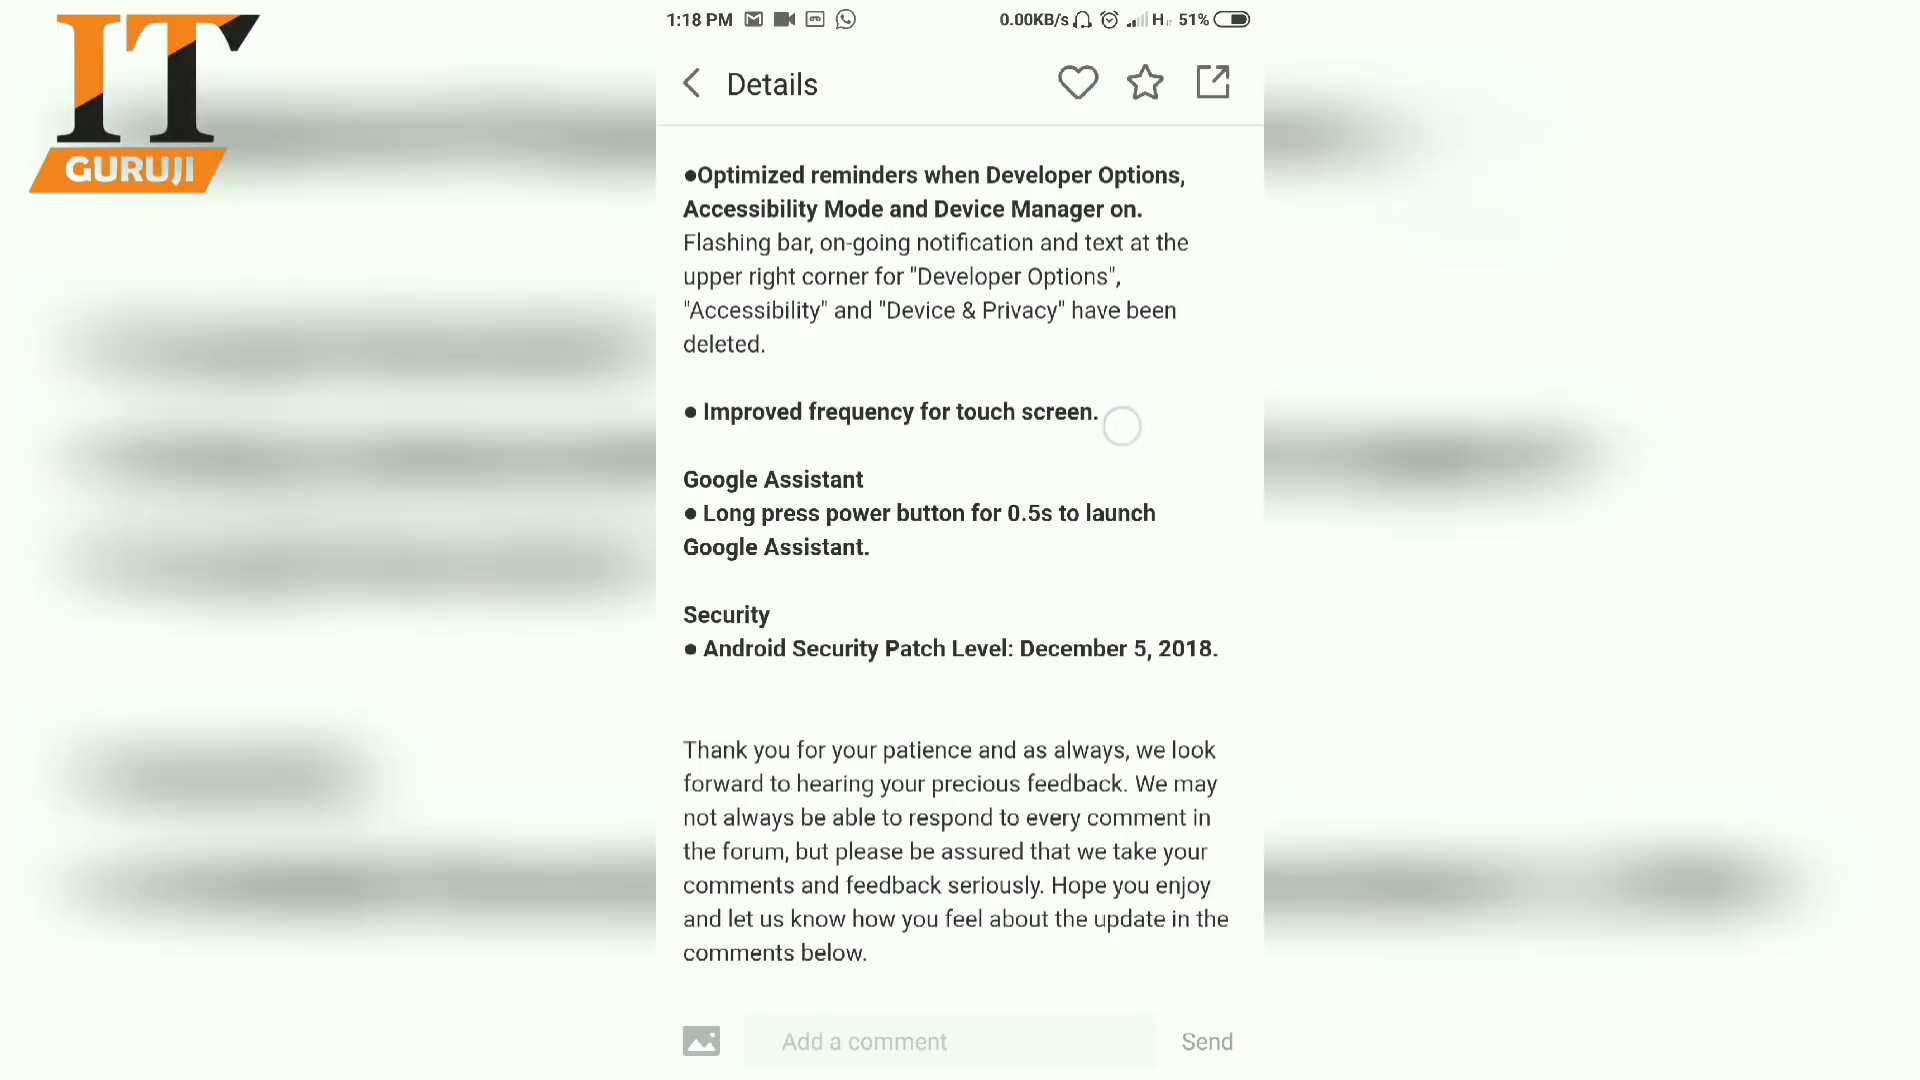 IT
GURUJI
1:18 PM
0.00KB/s
H
51%
Details
●Optimized reminders when Developer Options,
Accessibility Mode and Device Manager on.
Flashing bar, on-going notification and text at the
upper right corner for "Developer Options",
"Accessibility" and "Device & Privacy" have been
deleted.
● Improved frequency for touch screen.
Google Assistant
● Long press power button for 0.5s to launch
Google Assistant.
Security
● Android Security Patch Level: December 5, 2018.
Thank you for your patience and as always, we look
forward to hearing your precious feedback. We may
not always be able to respond to every comment in
the forum, but please be assured that we take your
comments and feedback seriously. Hope you enjoy
and let us know how you feel about the update in the
comments below.
Add a comment
Send